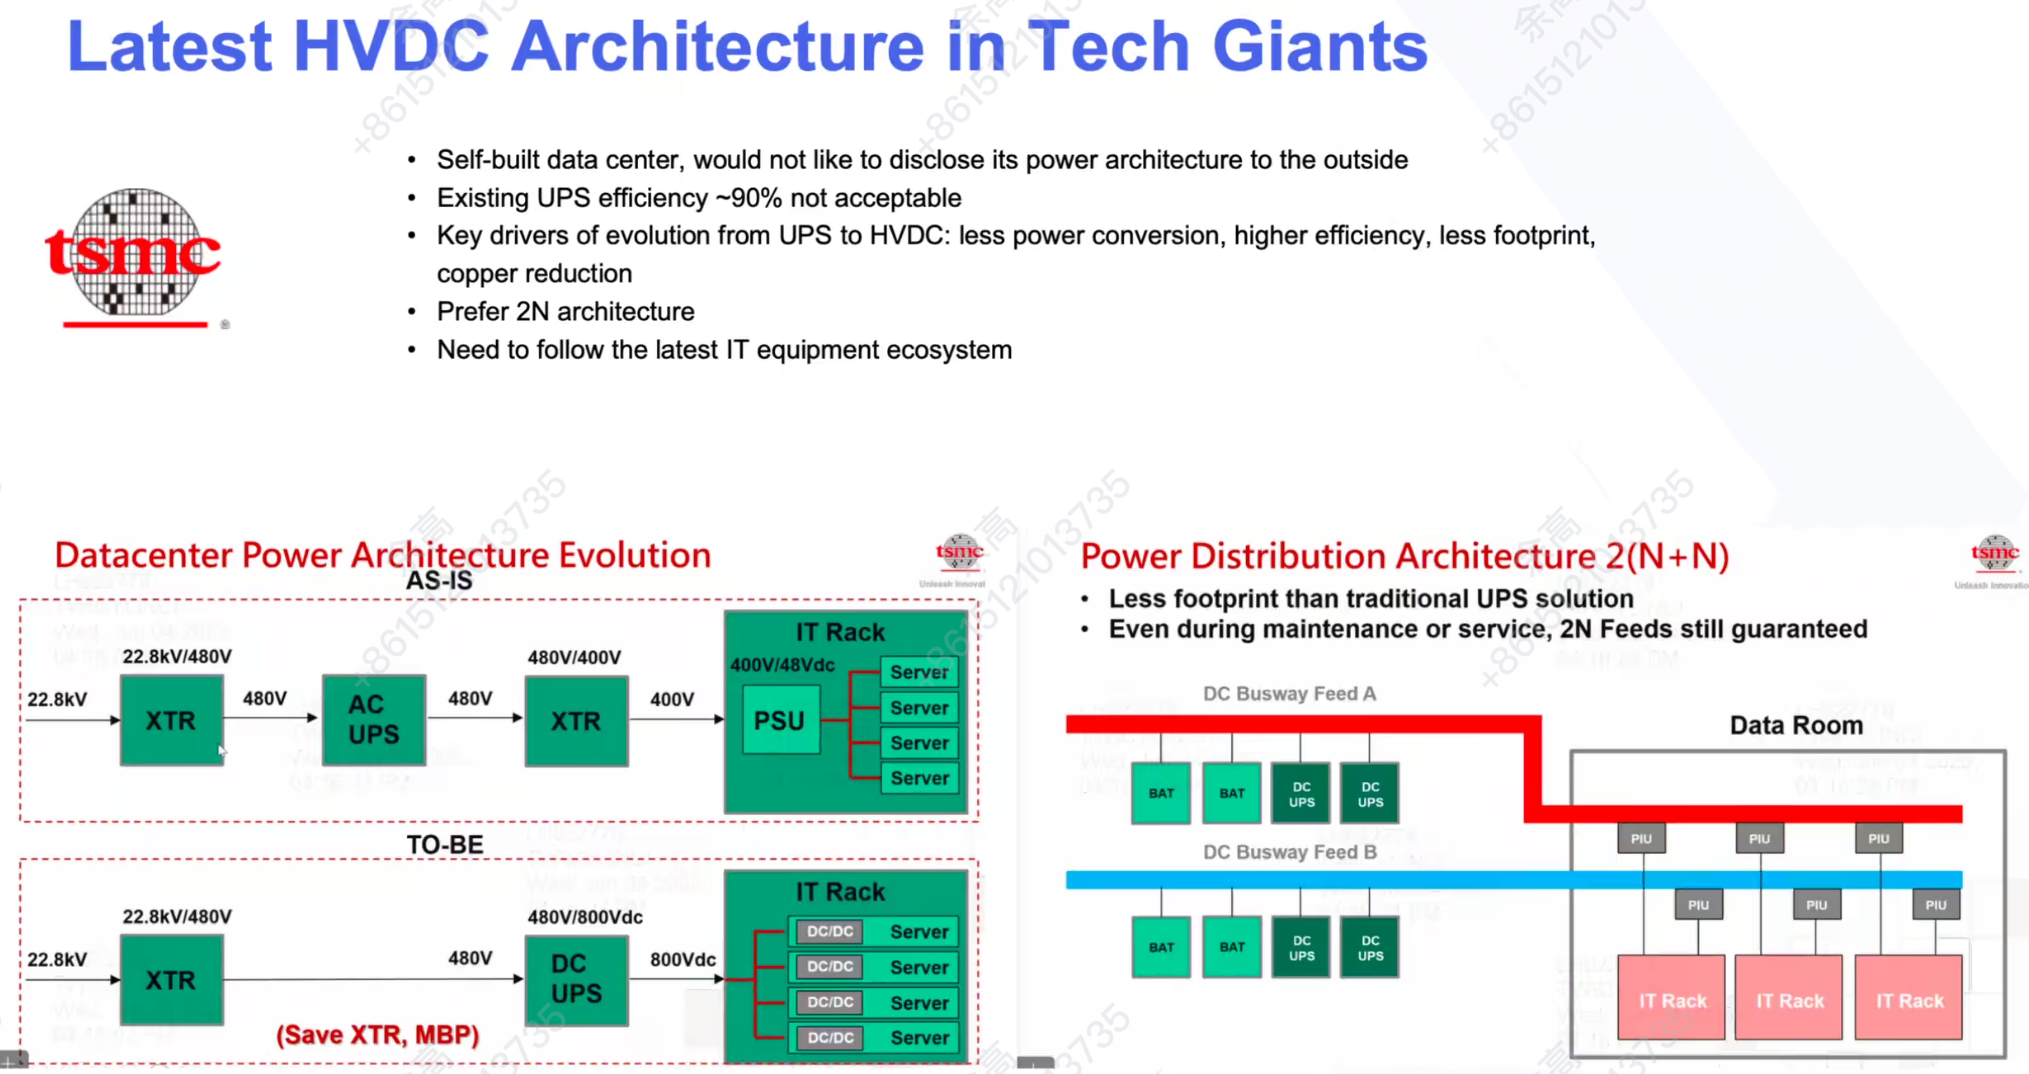 Latest HVDC Architecture in Tech Giants
• Self-built data center, would not like to disclose its power architecture to the outside
• Existing UPS efficiency ~90% not acceptable
• Key drivers of evolution from UPS to HVDC: less power conversion, higher efficiency, less footprint,
copper reduction
• Prefer 2N architecture
• Need to follow the latest IT equipment ecosystem
tsmc
®
Datacenter Power Architecture Evolution
tsmc
Unleash Innovat
AS-IS
22.8kV
22.8kV/480V
XTR
480V
AC
UPS
480V
480V/400V
XTR
400V
IT Rack
400V/48Vdc
PSU
Server
Server
Server
Server
TO-BE
22.8kV
22.8kV/480V
XTR
480V
480V/800Vdc
DC
UPS
800Vdc
(Save XTR, MBP)
IT Rack
DC/DC Server
DC/DC Server
DC/DC Server
DC/DC Server
Power Distribution Architecture 2(N+N)
tsmc
Unleash Innovatio
• Less footprint than traditional UPS solution
• Even during maintenance or service, 2N Feeds still guaranteed
DC Busway Feed A
BAT
BAT
DC
UPS
DC
UPS
DC Busway Feed B
BAT
BAT
DC
UPS
DC
UPS
Data Room
PIU PIU PIU
PIU PIU PIU
IT Rack IT Rack IT Rack
余高
+8615121013735